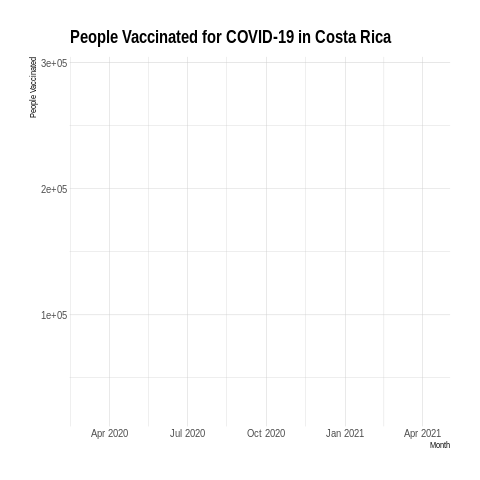 People Vaccinated for COVID-19 in Costa Rica
People Vaccinated
3e+05
2e+05
1e+05
Apr 2020 Jul 2020 Oct 2020 Jan 2021 Apr 2021
Month